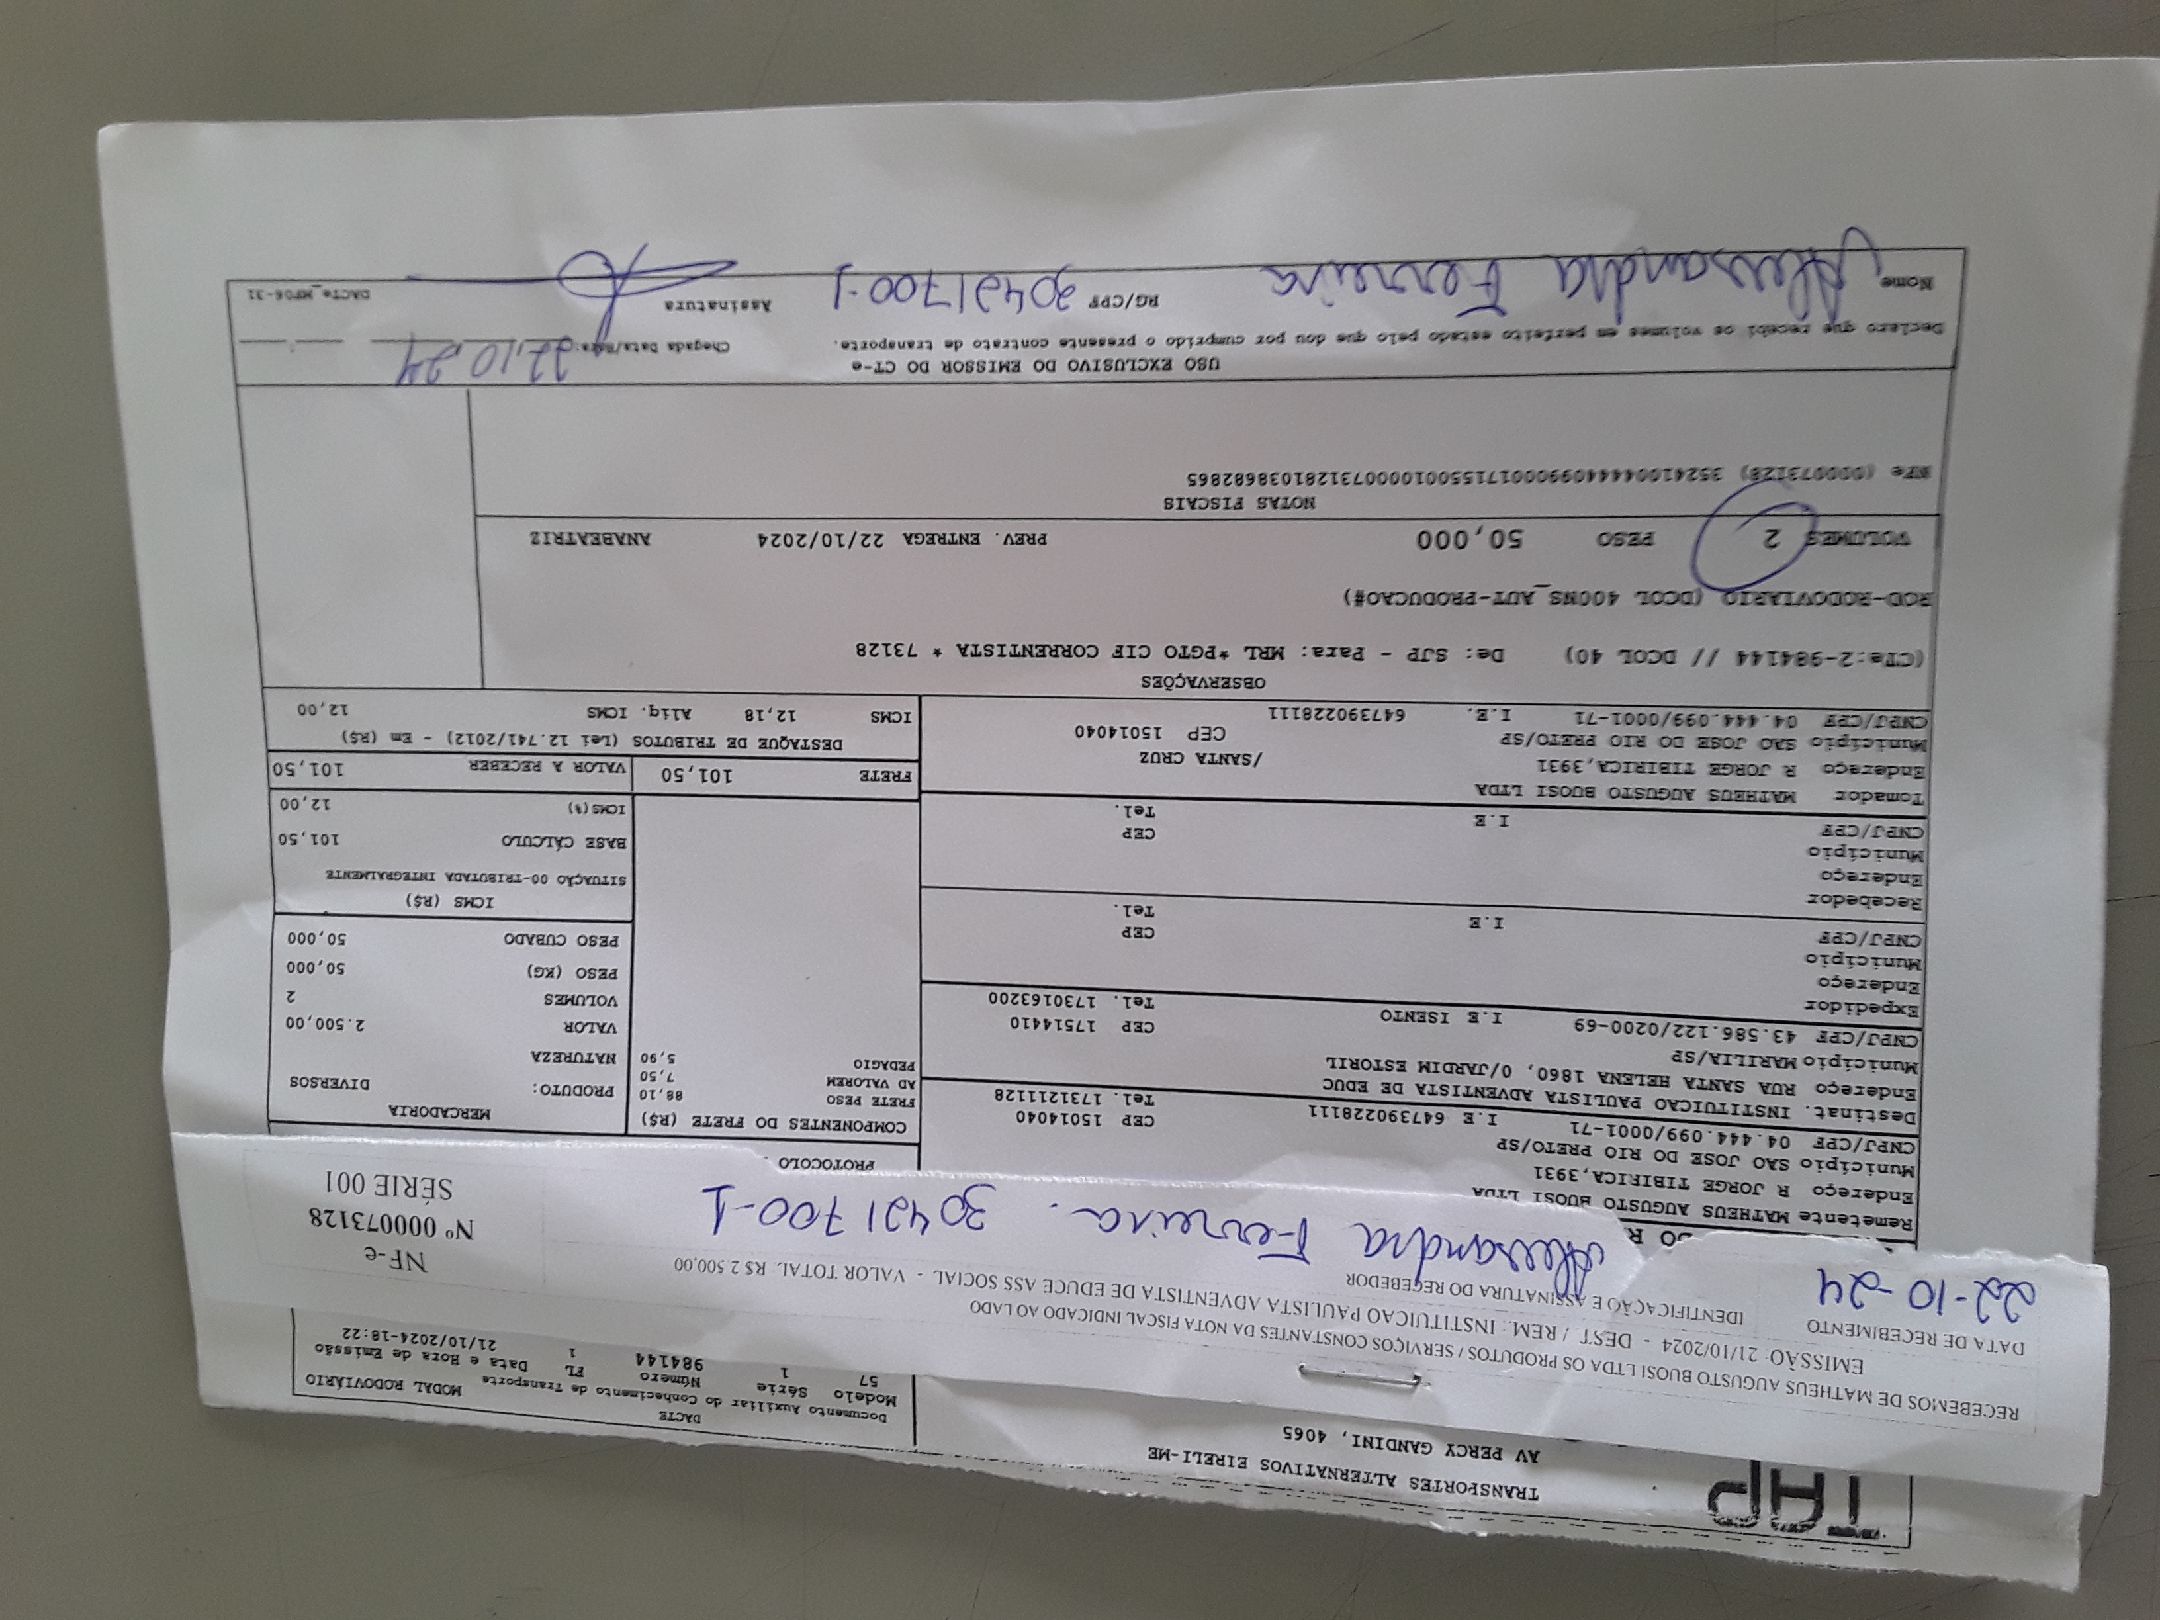 TAP
TRANSPORTES ALTERNATIVOS EIRELI-ME
AV PERCY GANDINI, 4065
DACTE
Documento Auxiliar do Conhecimento de Transporte
MODAL RODOVIÁRIO
Modelo Série Número FL Data e Hora de Emissão
57 1 984144 1 21/10/2024-18:22
RECEBEMOS DE MATHEUS AUGUSTO BUOSI LTDA OS PRODUTOS / SERVIÇOS CONSTANTES DA NOTA FISCAL INDICADO AO LADO
EMISSÃO: 21/10/2024 - DEST / REM.: INSTITUICAO PAULISTA ADVENTISTA DE EDUC E ASS SOCIAL - VALOR TOTAL: R$ 2.500,00
DATA DE RECEBIMENTO
IDENTIFICAÇÃO E ASSINATURA DO RECEBEDOR
22-10-24
Alessandra Ferreira. 30421700-1
NF-e
Nº 000073128
SÉRIE 001
PROTOCOLO
Remetente MATHEUS AUGUSTO BUOSI LTDA
Endereço R JORGE TIBIRICA,3931
Município SAO JOSE DO RIO PRETO/SP
CEP 15014040
CNPJ/CPF 04.444.099/0001-71 I.E 647390228111 Tel. 1731211128
Destinat. INSTITUICAO PAULISTA ADVENTISTA DE EDUC
Endereço RUA SANTA HELENA 1860, 0/JARDIM ESTORIL
Município MARILIA/SP
CEP 17514410
CNPJ/CPF 43.586.122/0200-69 I.E ISENTO Tel. 1730163200
Expedidor
Endereço
Município
CEP
CNPJ/CPF I.E Tel.
Recebedor
Endereço
Município
CEP
CNPJ/CPF I.E Tel.
Tomador MATHEUS AUGUSTO BUOSI LTDA
Endereço R JORGE TIBIRICA,3931 /SANTA CRUZ
Município SAO JOSE DO RIO PRETO/SP CEP 15014040
CNPJ/CPF 04.444.099/0001-71 I.E. 647390228111
COMPONENTES DO FRETE (R$)
FRETE PESO 88,10
AD VALOREM 7,50
PEDAGIO 5,90
MERCADORIA
PRODUTO: DIVERSOS
NATUREZA
VALOR 2.500,00
VOLUMES 2
PESO (KG) 50,000
PESO CUBADO 50,000
ICMS (R$)
SITUAÇÃO 00-TRIBUTADA INTEGRALMENTE
BASE CÁLCULO 101,50
ICMS(%) 12,00
FRETE 101,50
VALOR A RECEBER 101,50
DESTAQUE DE TRIBUTOS (Lei 12.741/2012) - Em (R$)
ICMS 12,18 Aliq. ICMS 12,00
OBSERVAÇÕES
(CTe:2-984144 // DCOL 40) De: SJP - Para: MRL *PGTO CIF CORRENTISTA * 73128
ROD-RODOVIARIO (DCOL 400NS_AUT-PRODUCAO#)
VOLUMES 2 PESO 50,000 PREV. ENTREGA 22/10/2024 ANABEATRIZ
NOTAS FISCAIS
NFe (000073128) 35241004444099000171550010000731281038682865
USO EXCLUSIVO DO EMISSOR DO CT-e
Declaro que recebi os volumes em perfeito estado pelo que dou por cumprido o presente contrato de transporte.
Chegada Data/Hora: 22,10 24
Nome Alessandra Ferreira RG/CPF 30421700-1 Assinatura
DACTe_MP06-31